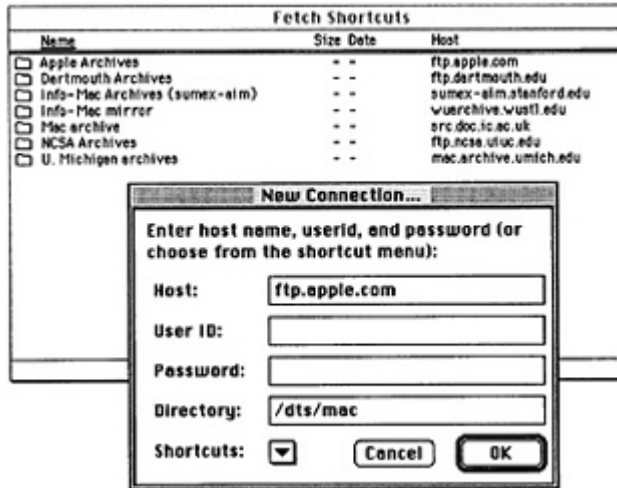 Fetch Shortcuts
Name Size Date Host
Apple Archives - - ftp.apple.com
Dartmouth Archives - - ftp.dartmouth.edu
Info-Mac Archives (sumex-aim) - - sumex-aim.stanford.edu
Info-Mac mirror - - wuarchive.wustl.edu
Mac archive - - src.doc.ic.ac.uk
NCSA Archives - - ftp.ncsa.uiuc.edu
U. Michigan archives - - mac.archive.umich.edu
New Connection...
Enter host name, userid, and password (or
choose from the shortcut menu):
Host: ftp.apple.com
User ID:
Password:
Directory: /dts/mac
Shortcuts: Cancel OK